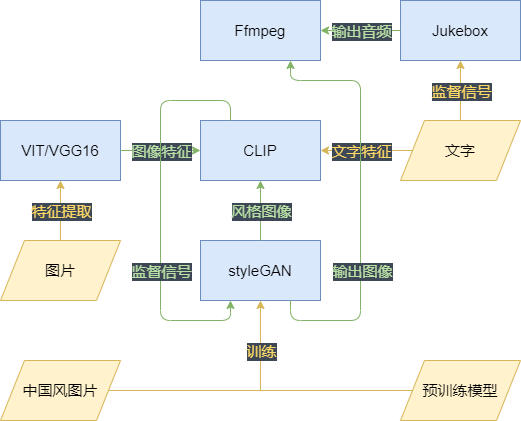 Ffmpeg
输出音频
Jukebox
监督信号
VIT/VGG16
图像特征
CLIP
文字特征
文字
特征提取
风格图像
图片
监督信号
styleGAN
输出图像
训练
中国风图片
预训练模型